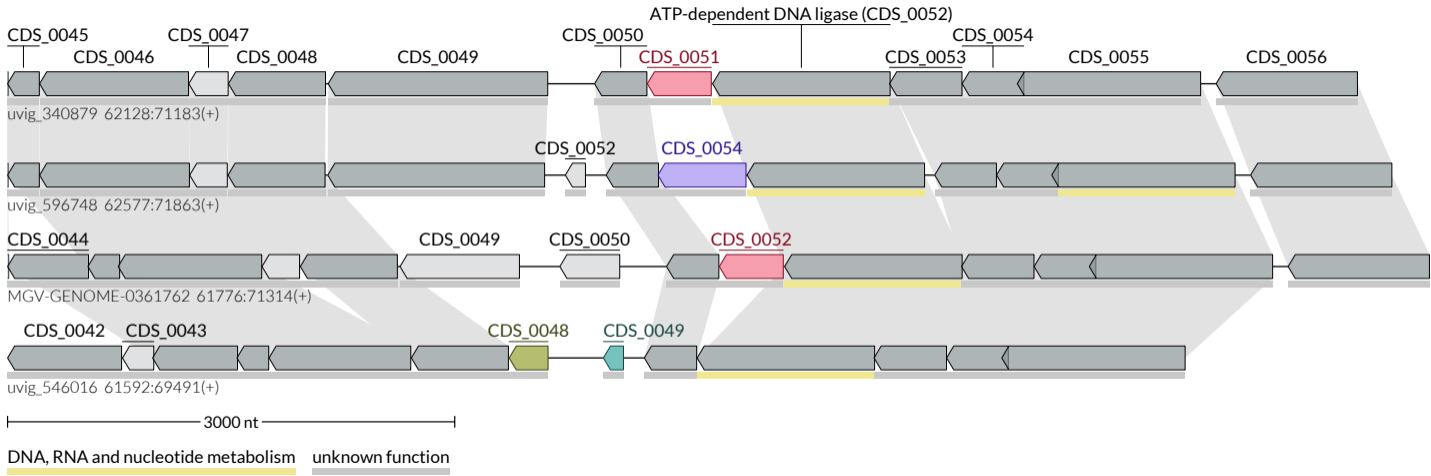 ATP-dependent DNA ligase (CDS_0052)
CDS_0045 CDS_0047 CDS_0050 CDS_0054
CDS_0046 CDS_0048 CDS_0049 CDS_0051 CDS_0053 CDS_0055 CDS_0056
uvig_340879 62128:71183(+)
CDS_0052 CDS_0054
uvig_596748 62577:71863(+)
CDS_0044 CDS_0049 CDS_0050 CDS_0052
MGV-GENOME-0361762 61776:71314(+)
CDS_0042 CDS_0043 CDS_0048 CDS_0049
uvig_546016 61592:69491(+)
3000 nt
DNA, RNA and nucleotide metabolism unknown function